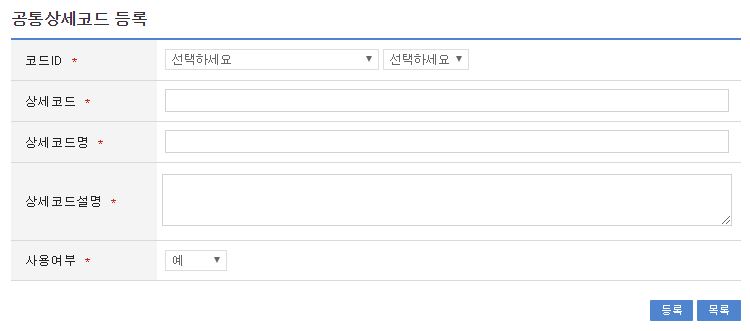 공통상세코드 등록
코드ID * 선택하세요 선택하세요
상세코드 *
상세코드명 *
상세코드설명 *
사용여부 * 예
등록 목록